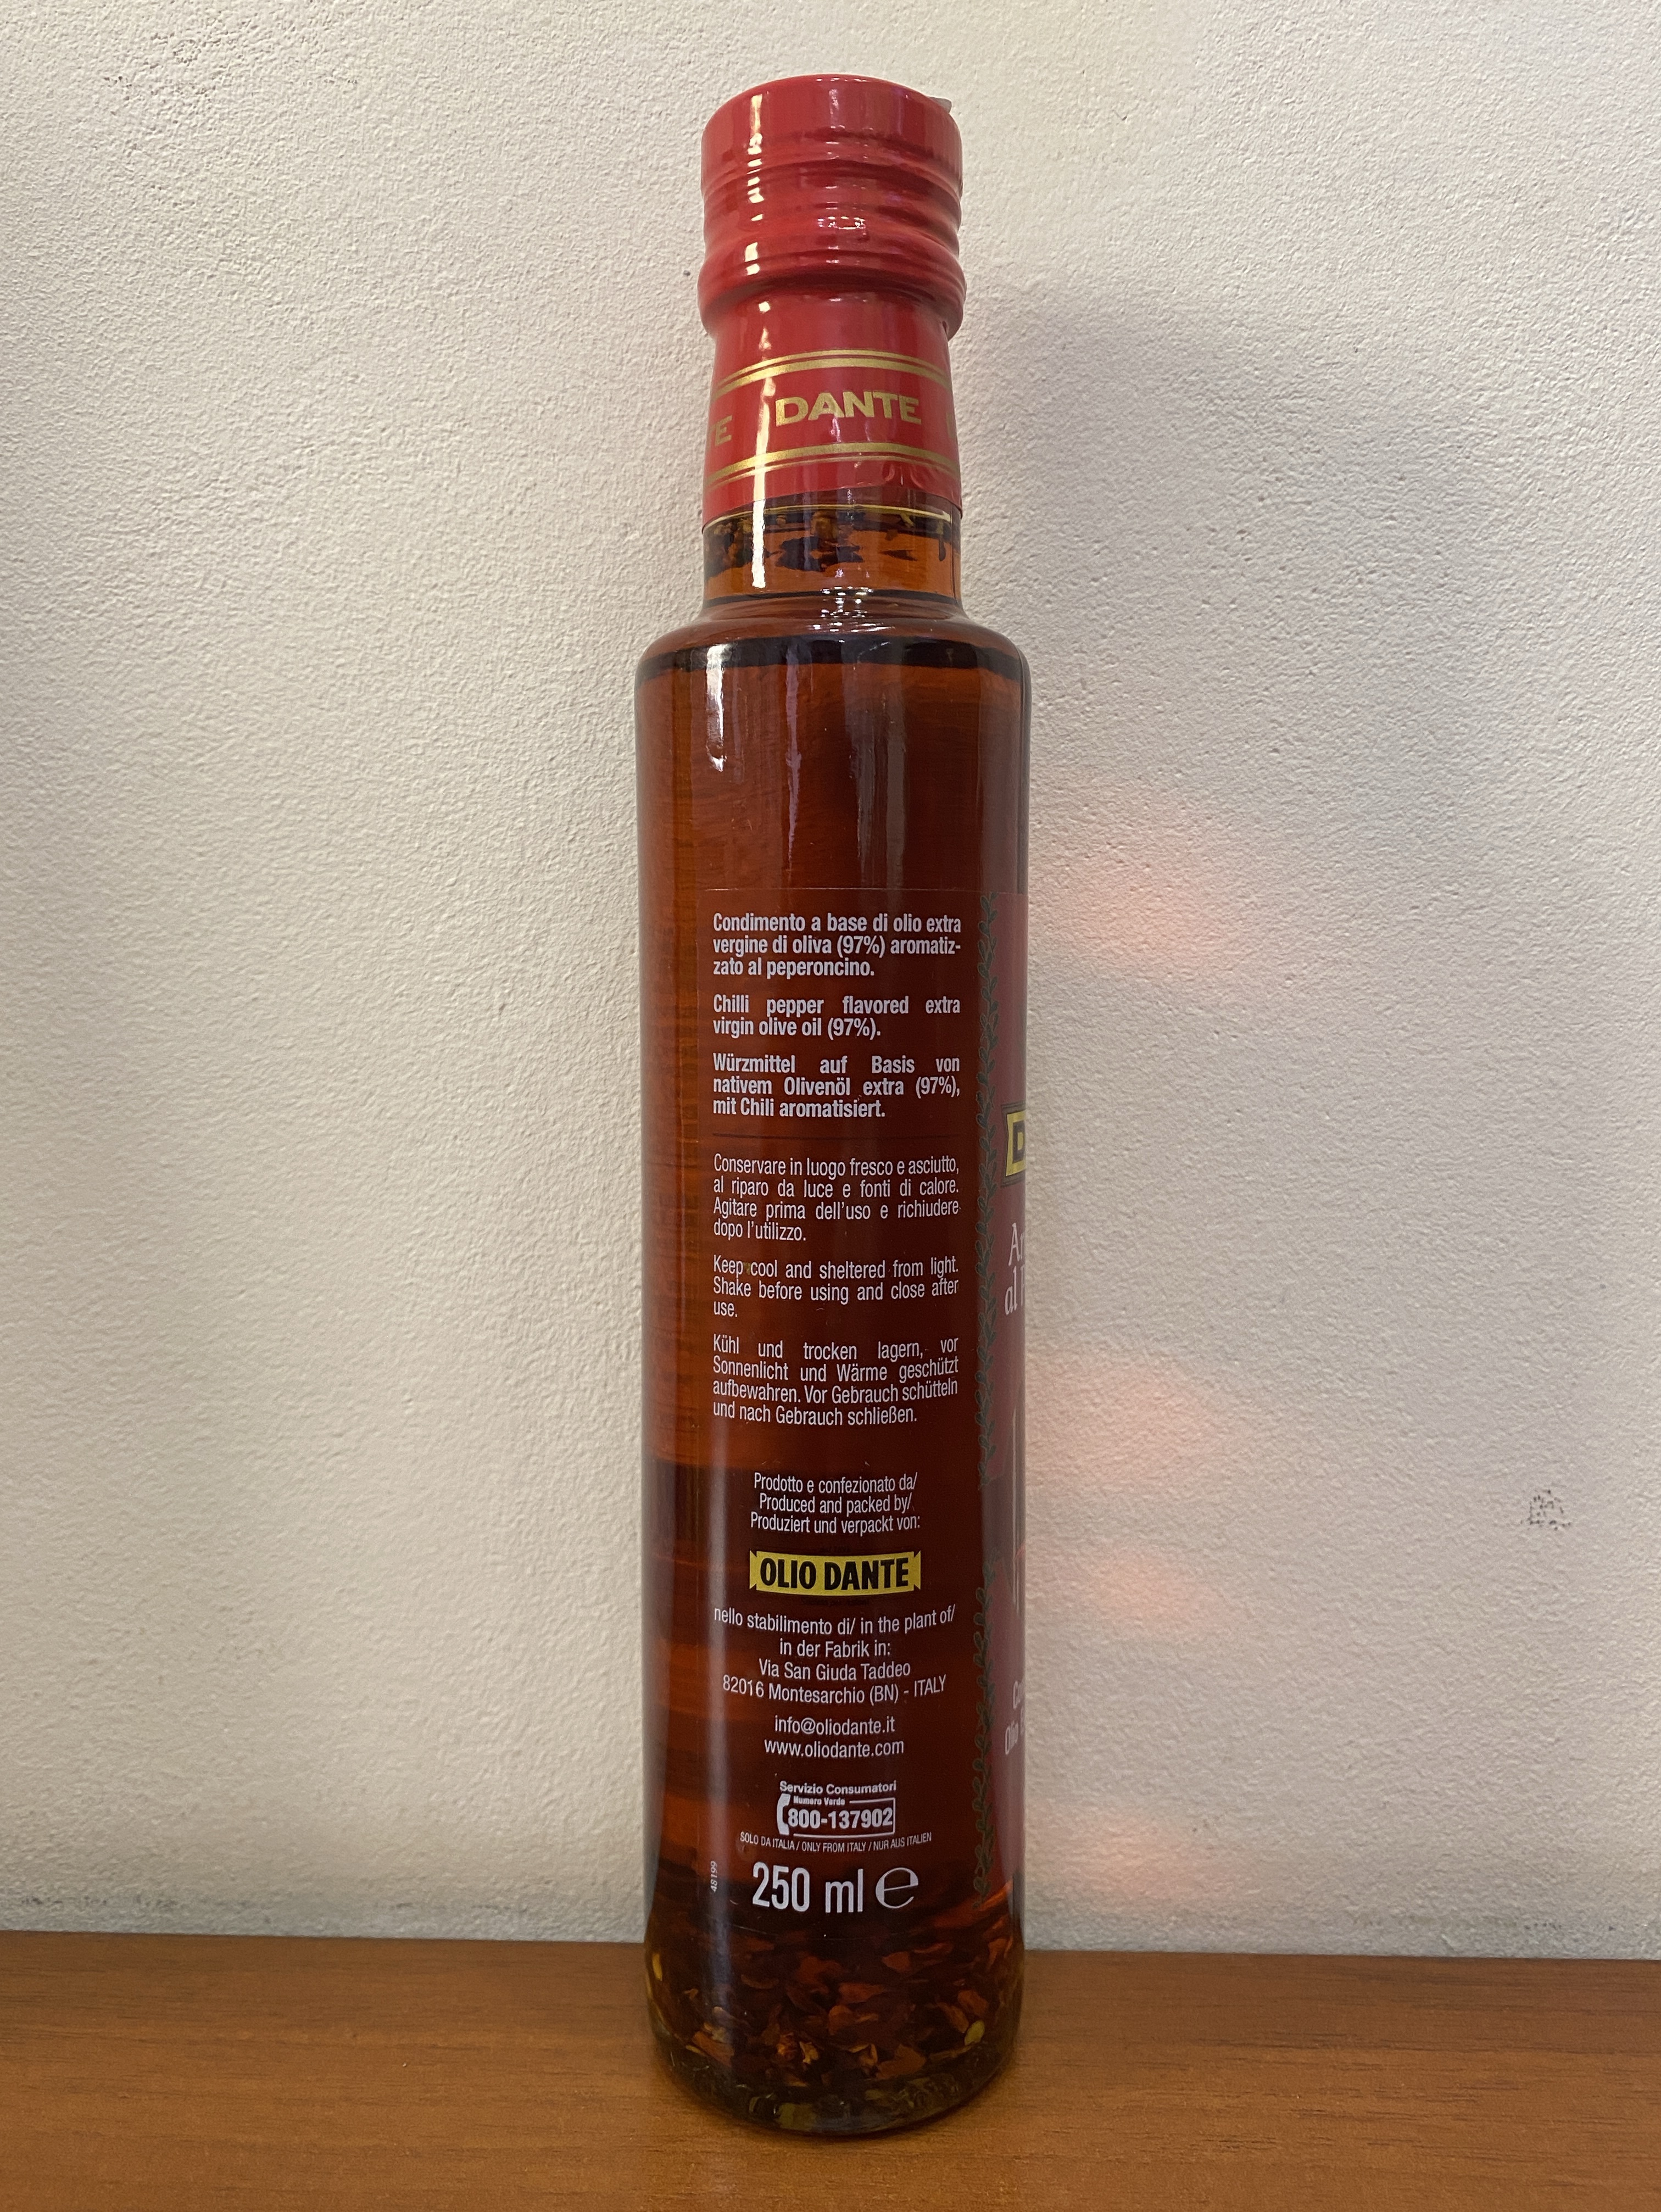 DANTE
Condimento a base di olio extra
vergine di oliva (97%) aromatiz-
zato al peperoncino.
Chilli pepper flavored extra
virgin olive oil (97%).
Würzmittel auf Basis von
nativem Olivenöl extra (97%),
mit Chili aromatisiert.
Conservare in luogo fresco e asciutto,
al riparo da luce e fonti di calore.
Agitare prima dell'uso e richiudere
dopo l'utilizzo.
Keep cool and sheltered from light.
Shake before using and close after
use.
Kühl und trocken lagern, vor
Sonnenlicht und Wärme geschützt
aufbewahren. Vor Gebrauch schütteln
und nach Gebrauch schließen.
Prodotto e confezionato da/
Produced and packed by/
Produziert und verpackt von:
OLIO DANTE
nello stabilimento di/ in the plant of/
in der Fabrik in:
Via San Giuda Taddeo
82016 Montesarchio (BN) - ITALY
info@oliodante.it
www.oliodante.com
Servizio Consumatori
Numero Verde
800-137902
SOLO DA ITALIA / ONLY FROM ITALY / NUR AUS ITALIEN
48199
250 ml e